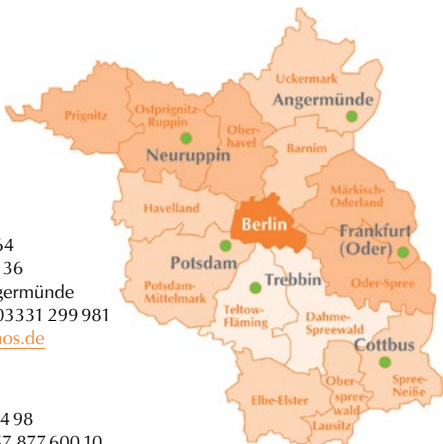 Uckermark
Angermünde
Prignitz
Ostprignitz-
Ruppin
Ober-
havel
Neuruppin
Barnim
Märkisch-
Oderland
Havelland
Berlin
Frankfurt
(Oder)
Potsdam
Trebbin
Oder-Spree
Potsdam-
Mittelmark
Teltow-
Fläming
Dahme-
Spreewald
Cottbus
Elbe-Elster
Ober-
spree-
wald
Lausitz
Spree-
Neiße
64
36
germünde
03331 299 981
nos.de
4 98